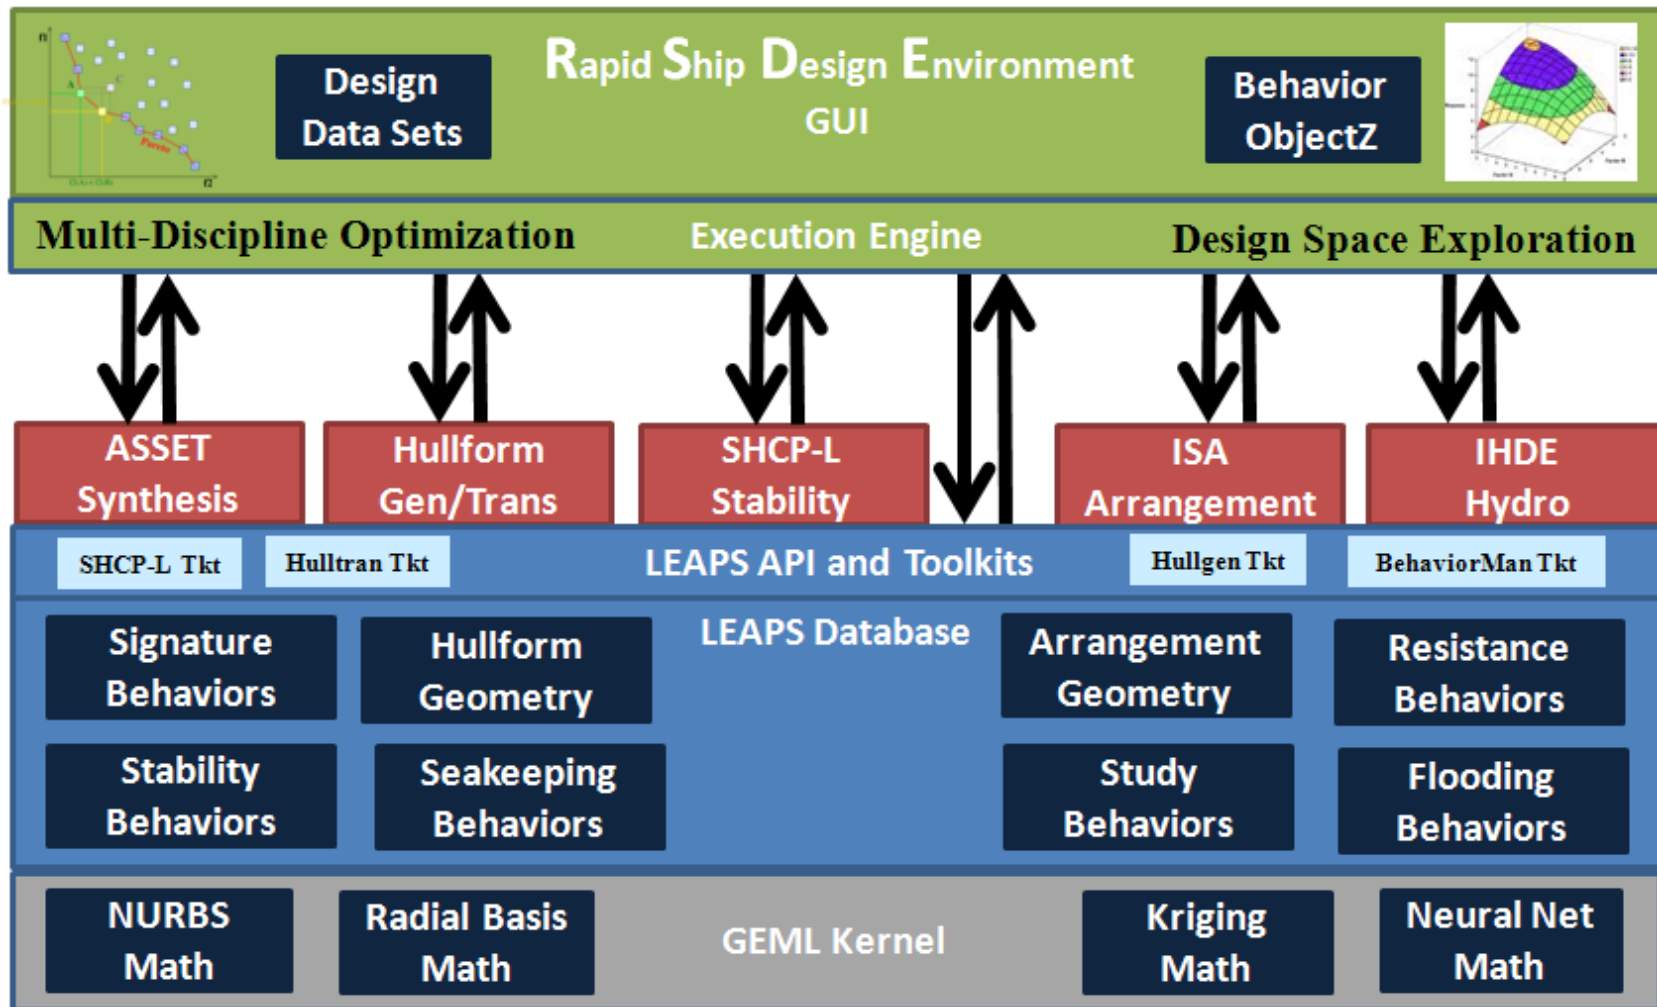 Rapid Ship Design Environment
GUI
f1
A
C
Pareto
f2
Design
Data Sets
Behavior
ObjectZ
Multi-Discipline Optimization
Execution Engine
Design Space Exploration
ASSET
Synthesis
Hullform
Gen/Trans
SHCP-L
Stability
ISA
Arrangement
IHDE
Hydro
SHCP-L Tkt
Hulltran Tkt
LEAPS API and Toolkits
Hullgen Tkt
BehaviorMan Tkt
LEAPS Database
Signature
Behaviors
Hullform
Geometry
Arrangement
Geometry
Resistance
Behaviors
Stability
Behaviors
Seakeeping
Behaviors
Study
Behaviors
Flooding
Behaviors
NURBS
Math
Radial Basis
Math
GEML Kernel
Kriging
Math
Neural Net
Math